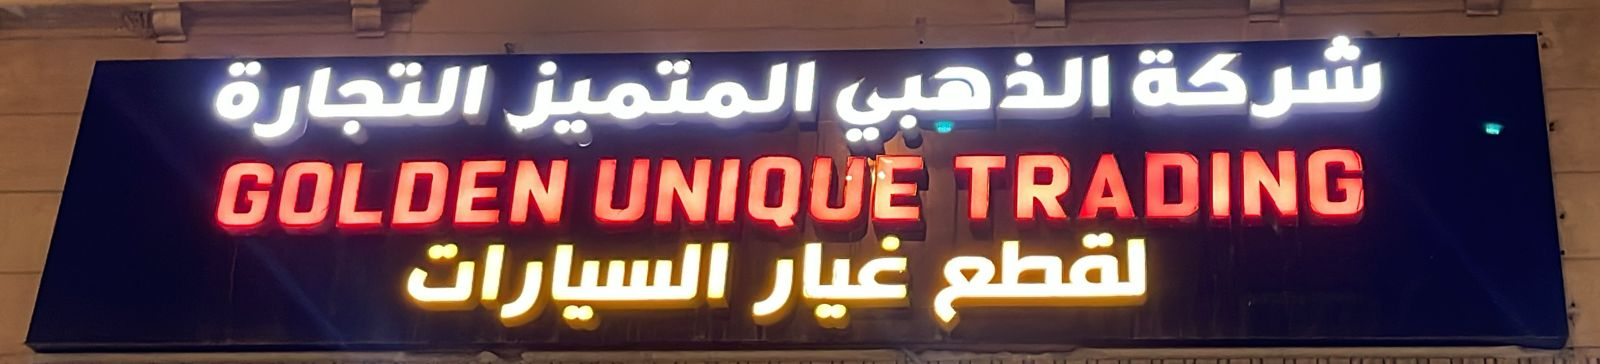 شركة الذهبي المتميز التجارة
GOLDEN UNIQUE TRADING
لقطع غيار السيارات